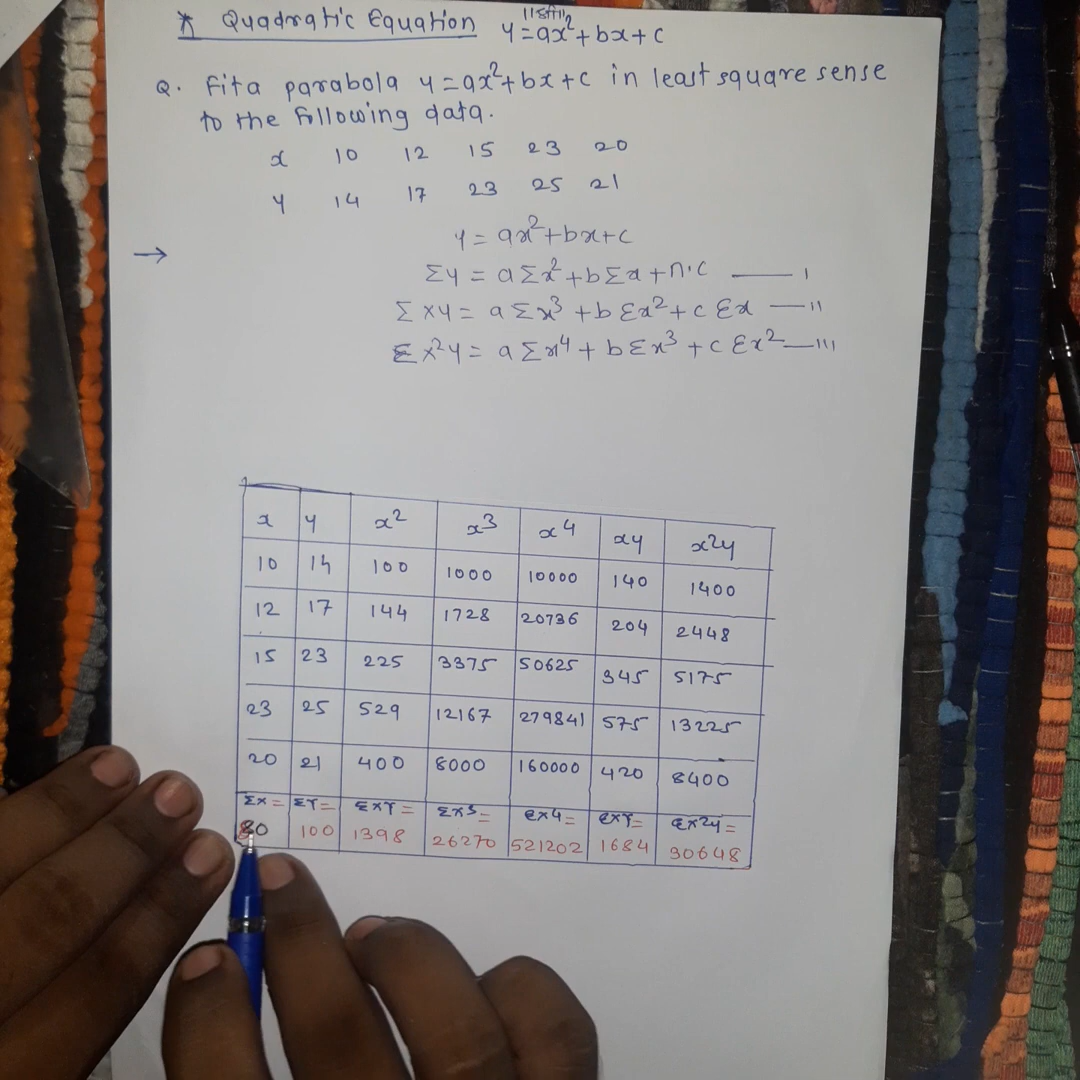 * Quadratic Equation y=ax²+bx+c
Q. Fit a parabola y=ax²+bx+c in least square sense
to the following data.
x 10 12 15 23 20
y 14 17 23 25 21
→ y = ax²+bx+c
Σy = aΣx²+bΣx+n.c —— I
Σxy = aΣx³+bΣx²+cΣx —— II
Σx²y = aΣx⁴+bΣx³+cΣx² —— III
x y x² x³ x⁴ xy x²y
10 14 100 1000 10000 140 1400
12 17 144 1728 20736 204 2448
15 23 225 3375 50625 345 5175
23 25 529 12167 279841 575 13225
20 21 400 8000 160000 420 8400
Σx= Σy= Σxy= Σx3= Σx4= Σxy= Σx2y=
80 100 1398 26270 521202 1684 30648